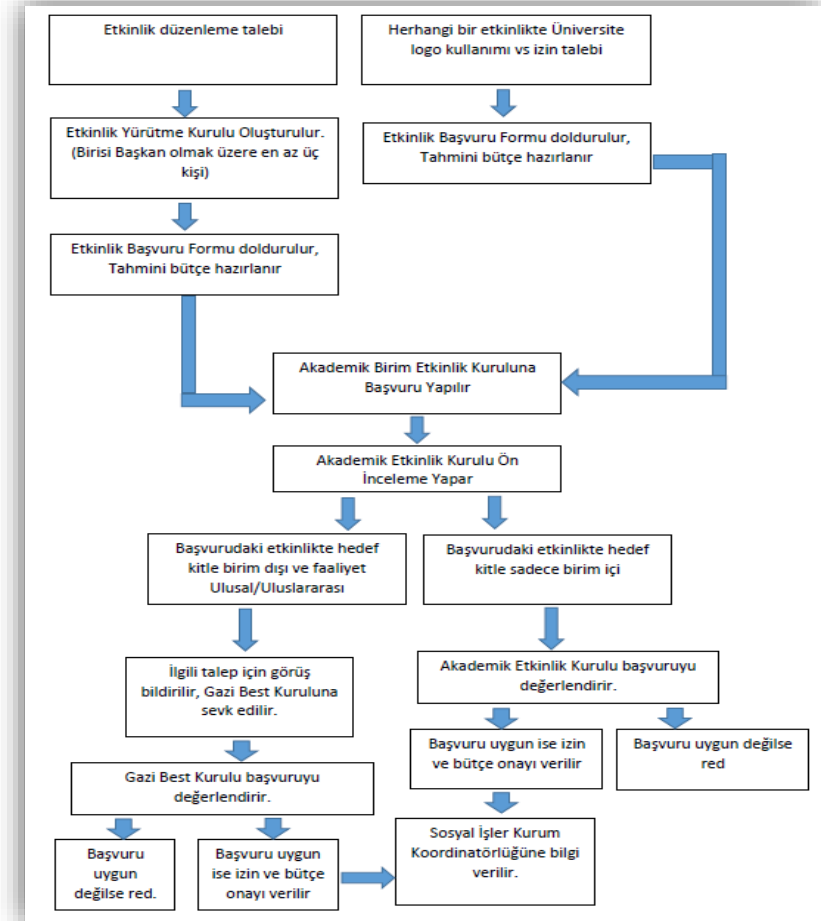 Etkinlik düzenleme talebi
Herhangi bir etkinlikte Üniversite
logo kullanımı vs izin talebi
Etkinlik Yürütme Kurulu Oluşturulur.
(Birisi Başkan olmak üzere en az üç
kişi)
Etkinlik Başvuru Formu doldurulur,
Tahmini bütçe hazırlanır
Etkinlik Başvuru Formu doldurulur,
Tahmini bütçe hazırlanır
Akademik Birim Etkinlik Kuruluna
Başvuru Yapılır
Akademik Etkinlik Kurulu Ön
İnceleme Yapar
Başvurudaki etkinlikte hedef
kitle birim dışı ve faaliyet
Ulusal/Uluslararası
Başvurudaki etkinlikte hedef
kitle sadece birim içi
İlgili talep için görüş
bildirilir, Gazi Best Kuruluna
sevk edilir.
Akademik Etkinlik Kurulu başvuruyu
değerlendirir.
Başvuru uygun ise izin
ve bütçe onayı verilir
Başvuru uygun değilse
red
Gazi Best Kurulu başvuruyu
değerlendirir.
Başvuru
uygun
değilse red.
Başvuru uygun
ise izin ve bütçe
onayı verilir
Sosyal İşler Kurum
Koordinatörlüğüne bilgi
verilir.